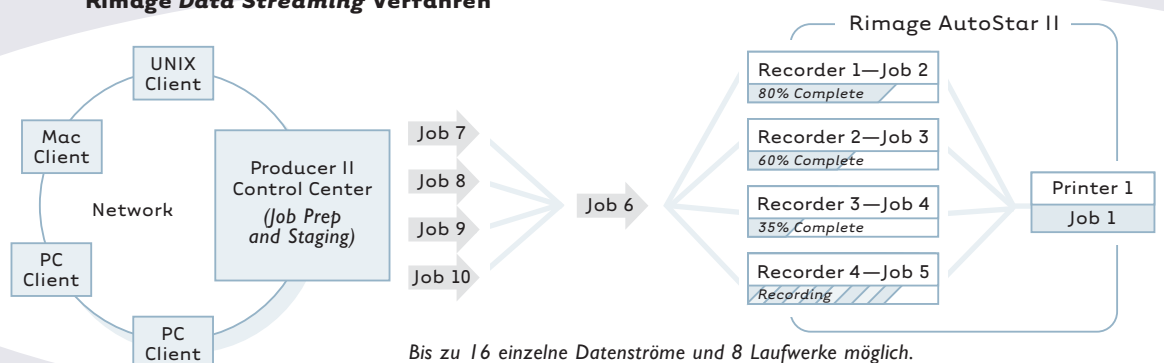 Rimage Data Streaming Verfahren
UNIX
Client
Mac
Client
Network
PC
Client
PC
Client
Producer II
Control Center
(Job Prep
and Staging)
Job 7
Job 8
Job 9
Job 10
Job 6
Rimage AutoStar II
Recorder 1—Job 2
80% Complete
Recorder 2—Job 3
60% Complete
Recorder 3—Job 4
35% Complete
Recorder 4—Job 5
Recording
Printer 1
Job 1
Bis zu 16 einzelne Datenströme und 8 Laufwerke möglich.